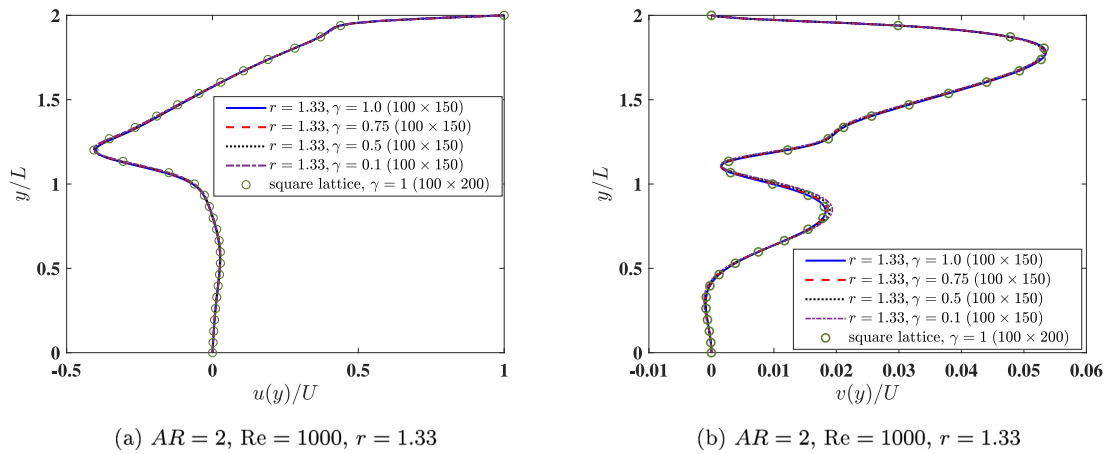 2
1.5
1
0.5
0
y/L
r = 1.33, γ = 1.0 (100 × 150)
r = 1.33, γ = 0.75 (100 × 150)
r = 1.33, γ = 0.5 (100 × 150)
r = 1.33, γ = 0.1 (100 × 150)
square lattice, γ = 1 (100 × 200)
-0.5 0 0.5 1
u(y)/U
(a) AR = 2, Re = 1000, r = 1.33
2
1.5
1
0.5
0
y/L
r = 1.33, γ = 1.0 (100 × 150)
r = 1.33, γ = 0.75 (100 × 150)
r = 1.33, γ = 0.5 (100 × 150)
r = 1.33, γ = 0.1 (100 × 150)
square lattice, γ = 1 (100 × 200)
-0.01 0 0.01 0.02 0.03 0.04 0.05 0.06
v(y)/U
(b) AR = 2, Re = 1000, r = 1.33